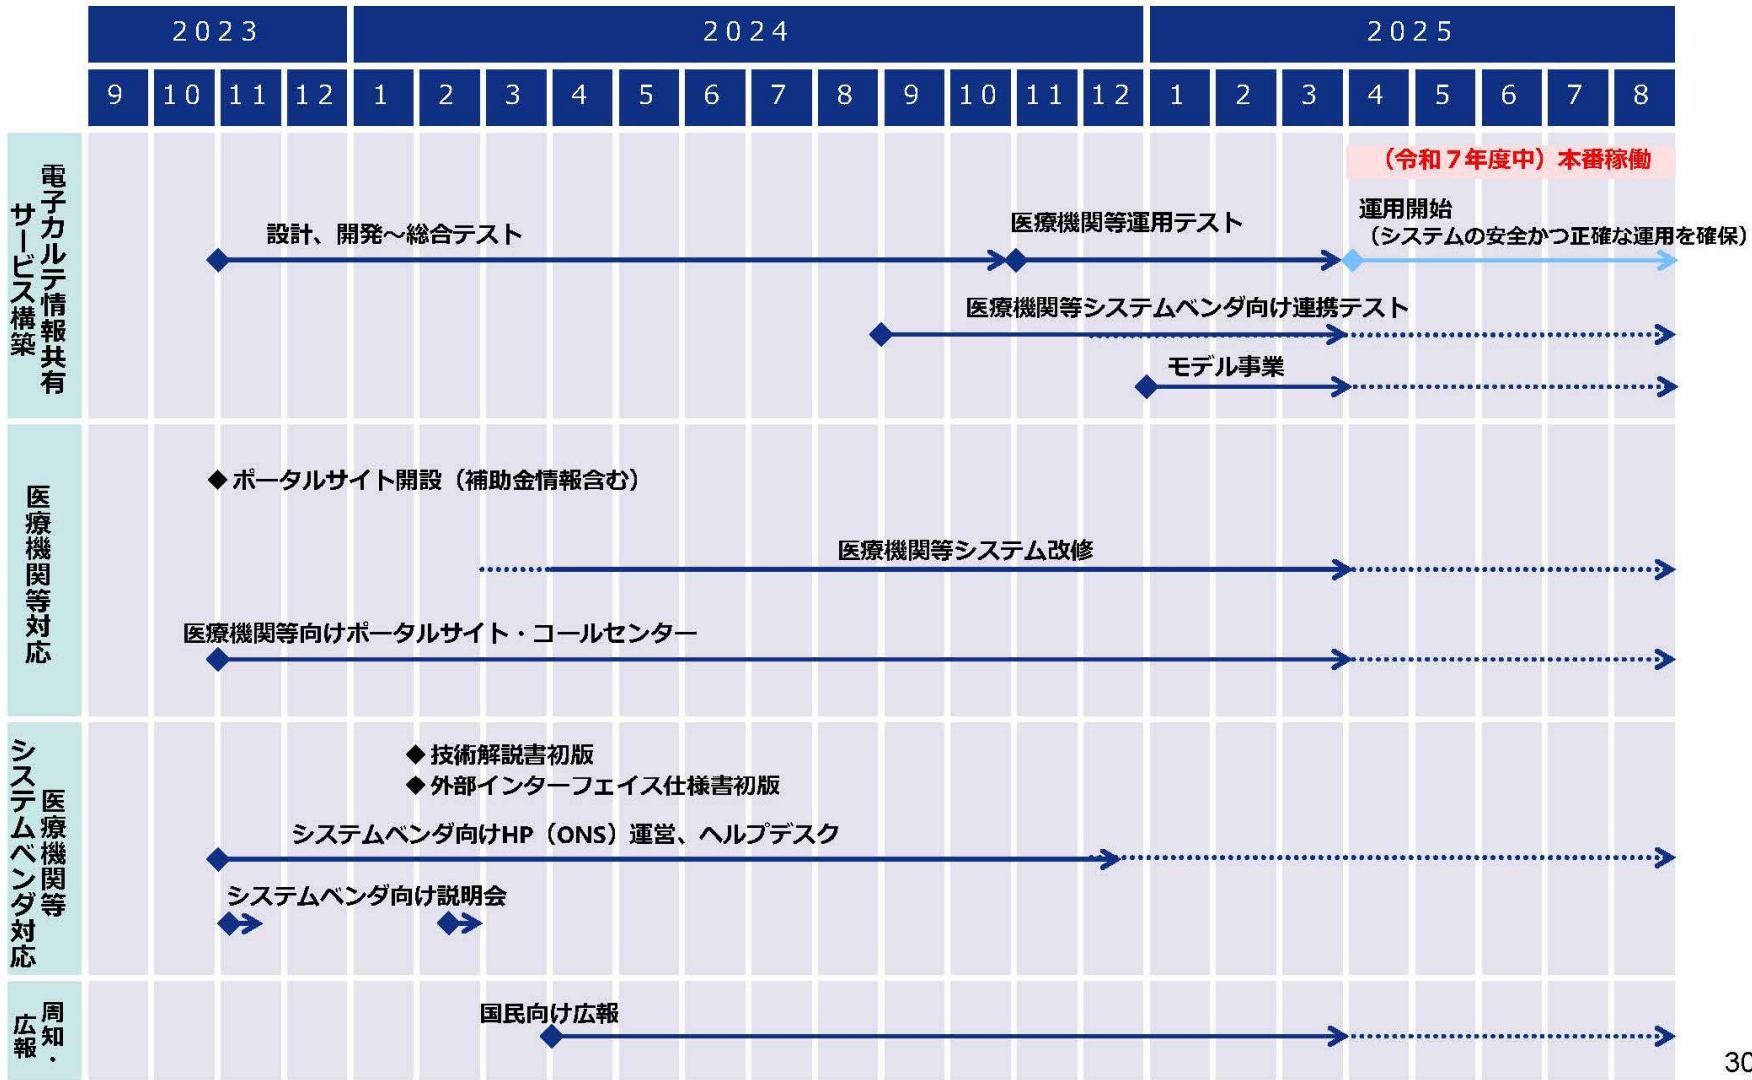 2023 2024 2025
9 10 11 12 1 2 3 4 5 6 7 8 9 10 11 12 1 2 3 4 5 6 7 8
電子カルテ情報共有
サービス構築
(令和7年度中)本番稼働
設計、開発～総合テスト
医療機関等運用テスト
運用開始
(システムの安全かつ正確な運用を確保)
医療機関等システムベンダ向け連携テスト
モデル事業
医療機関等対応
◆ポータルサイト開設(補助金情報含む)
医療機関等システム改修
医療機関等向けポータルサイト・コールセンター
医療機関等
システムベンダ対応
◆技術解説書初版
◆外部インターフェイス仕様書初版
システムベンダ向けHP(ONS)運営、ヘルプデスク
システムベンダ向け説明会
周知・
広報
国民向け広報
30